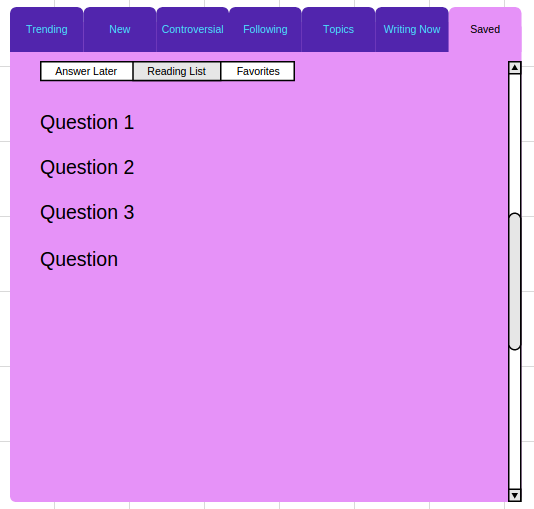 Trending New Controversial Following Topics Writing Now Saved
Answer Later Reading List Favorites
Question 1
Question 2
Question 3
Question